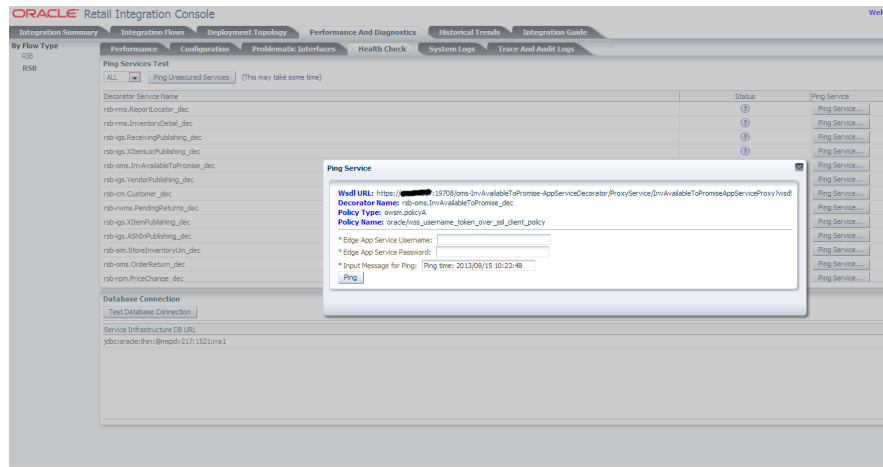 ORACLE Retail Integration Console
Wel
Integration Summary Integration Flows Deployment Topology Performance And Diagnostics Historical Trends Integration Guide
By Flow Type
RIB
RSB
Performance Configuration Problematic Interfaces Health Check System Logs Trace And Audit Logs
Ping Services Test
ALL Ping Unsecured Services (This may take some time)
Decorator Service Name Status Ping Service
rsb-rms.ReportLocator_dec ? Ping Service...
rsb-rms.InventoryDetail_dec ? Ping Service...
rsb-igs.ReceivingPublishing_dec ? Ping Service...
rsb-igs.XItemLocPublishing_dec ? Ping Service...
rsb-oms.InvAvailableToPromise_dec Ping Service...
rsb-igs.VendorPublishing_dec Ping Service...
rsb-cm.Customer_dec Ping Service...
rsb-rwms.PendingReturns_dec Ping Service...
rsb-igs.XItemPublishing_dec Ping Service...
rsb-igs.ASNInPublishing_dec Ping Service...
rsb-sim.StoreInventoryUin_dec Ping Service...
rsb-oms.OrderReturn_dec Ping Service...
rsb-rpm.PriceChange_dec Ping Service...
Ping Service
Wsdl URL: https:// :19708/oms-InvAvailableToPromise-AppServiceDecorator/ProxyService/InvAvailableToPromiseAppServiceProxy?wsdl
Decorator Name: rsb-oms.InvAvailableToPromise_dec
Policy Type: owsm.policyA
Policy Name: oracle/wss_username_token_over_ssl_client_policy
* Edge App Service Username:
* Edge App Service Password:
* Input Message for Ping: Ping time: 2013/08/15 10:23:48
Ping
Database Connection
Test Database Connection
Service Infrastructure DB URL
jdbc:oracle:thin:@mspdv217:1521:rra1